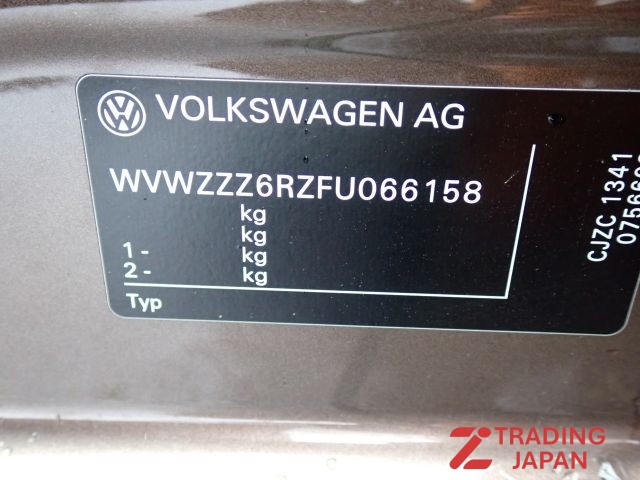 VOLKSWAGEN AG
WVWZZZ6RZFU066158
kg
kg
1 - kg
2 - kg
Typ
CJZC 1341
TRADING
JAPAN